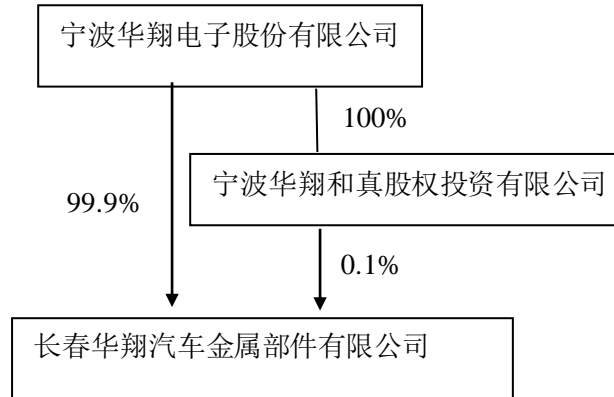 宁波华翔电子股份有限公司
100%
宁波华翔和真股权投资有限公司
99.9%
0.1%
长春华翔汽车金属部件有限公司